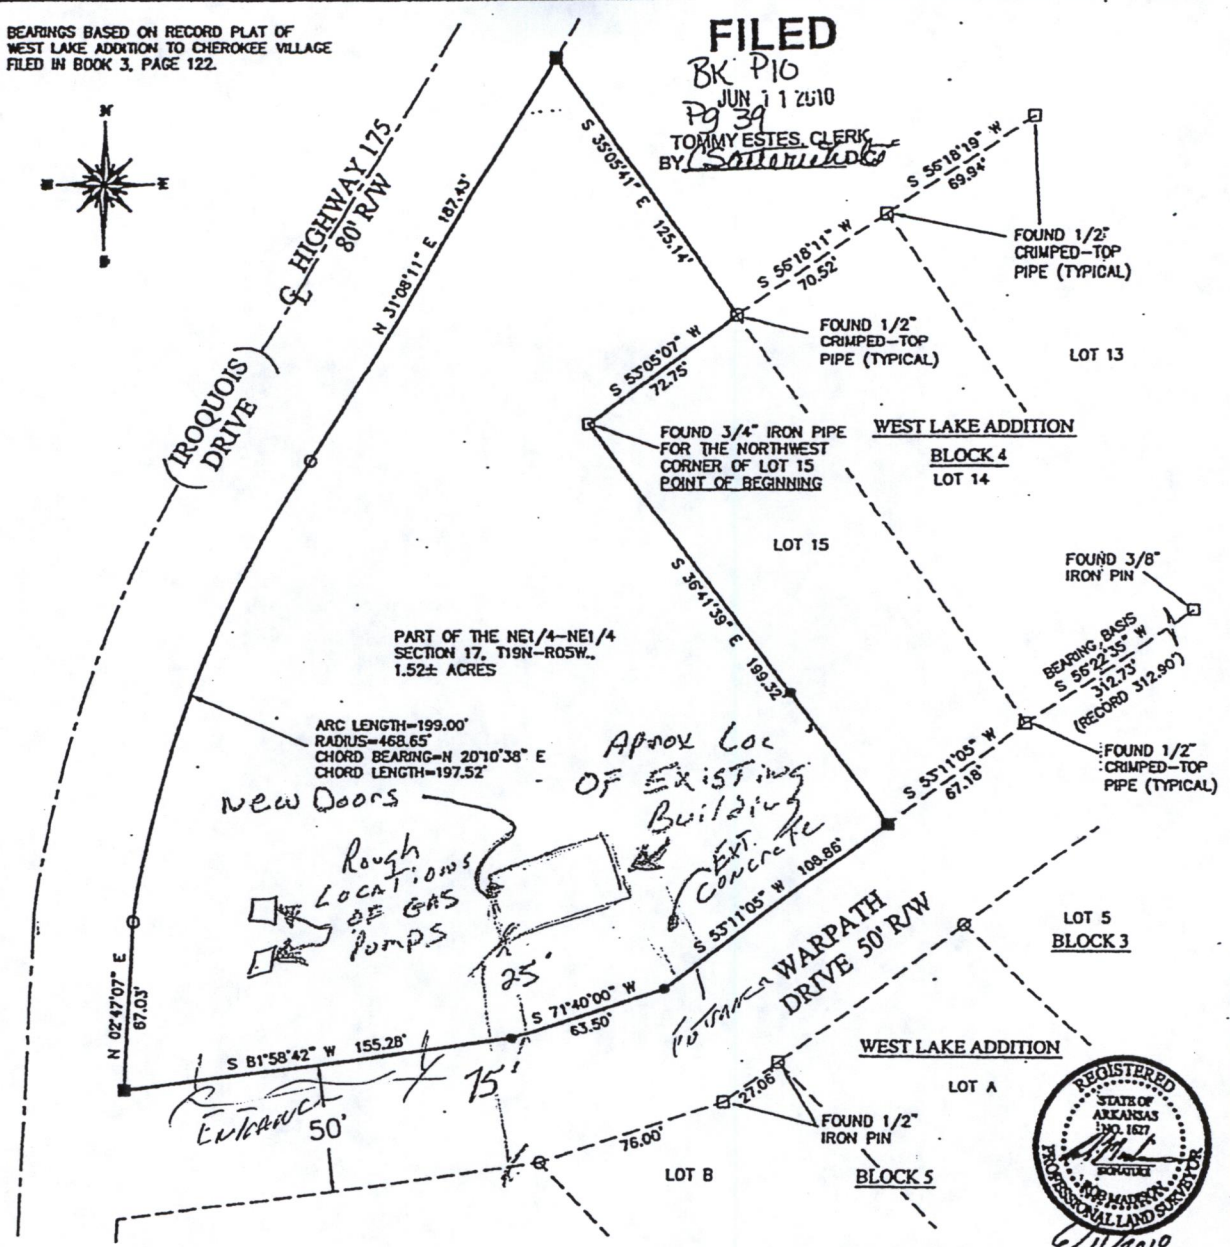 BEARINGS BASED ON RECORD PLAT OF
WEST LAKE ADDITION TO CHEROKEE VILLAGE
FILED IN BOOK 3, PAGE 122.
FILED
BK P10
JUN 11 2010
Pg 39
TOMMY ESTES, CLERK
BY
N
W
E
S
HIGHWAY 175
80' R/W
CL
(IROQUOIS
DRIVE)
N 31°08'11" E 187.43'
S 35°05'41" E 125.14'
S 56°18'19" W
69.94'
S 56°18'11" W
70.52'
FOUND 1/2"
CRIMPED-TOP
PIPE (TYPICAL)
FOUND 1/2"
CRIMPED-TOP
PIPE (TYPICAL)
LOT 13
S 53°05'07" W
72.75'
FOUND 3/4" IRON PIPE
FOR THE NORTHWEST
CORNER OF LOT 15
POINT OF BEGINNING
WEST LAKE ADDITION
BLOCK 4
LOT 14
LOT 15
FOUND 3/8"
IRON PIN
S 36°41'39" E 199.32'
BEARING BASIS
S 56°22'35" W
312.73'
(RECORD 312.90')
PART OF THE NE1/4-NE1/4
SECTION 17, T19N-R05W,
1.52± ACRES
ARC LENGTH=199.00'
RADIUS=468.65'
CHORD BEARING=N 20°10'38" E
CHORD LENGTH=197.52'
FOUND 1/2"
CRIMPED-TOP
PIPE (TYPICAL)
S 53°11'05" W
67.18'
Aprox Loc
OF EXISTING
Building
New Doors
EXT.
CONCRETE
Rough
LOCATIONS
OF GAS
Pumps
S 53°11'05" W 108.86'
WARPATH
DRIVE 50' R/W
LOT 5
BLOCK 3
25'
N 02°47'07" E
67.03'
S 71°40'00" W
63.50'
S 81°58'42" W 155.28'
ENTRANCE
50'
75'
WEST LAKE ADDITION
LOT A
27.06'
76.00'
FOUND 1/2"
IRON PIN
LOT B
BLOCK 5
REGISTERED
STATE OF
ARKANSAS
NO. 1627
SIGNATURE
ROB MADISON
PROFESSIONAL LAND SURVEYOR
6/11/2010